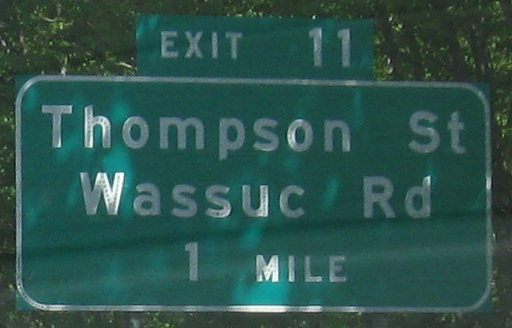 EXIT 11
Thompson St
Wassuc Rd
1 MILE